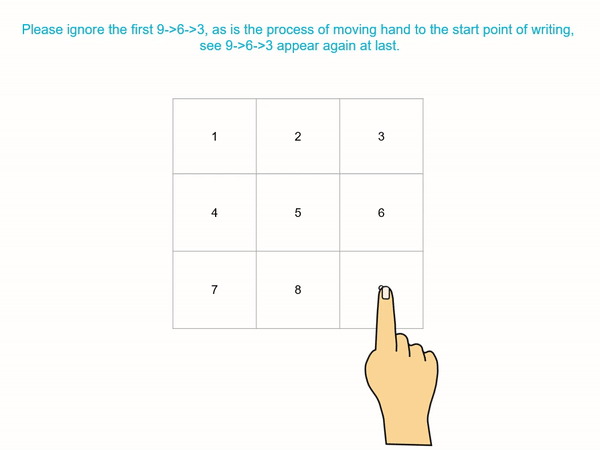 Please ignore the first 9->6->3, as is the process of moving hand to the start point of writing,
see 9->6->3 appear again at last.
1 2 3
4 5 6
7 8